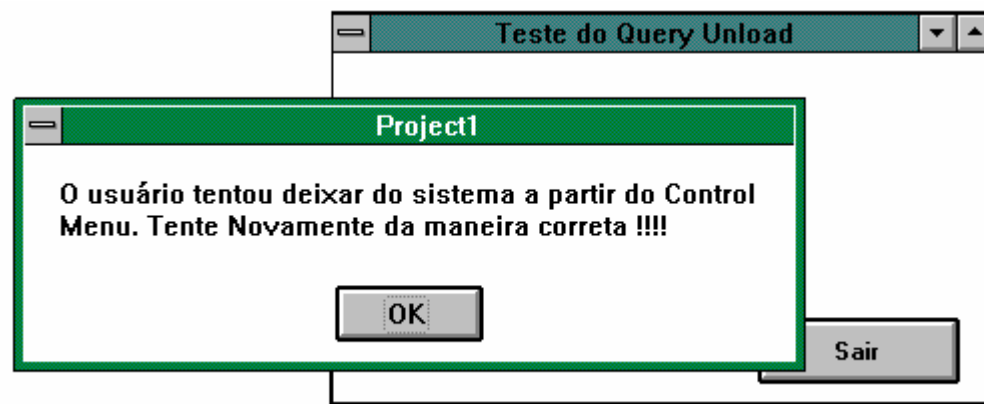 Teste do Query Unload
Project1
O usuário tentou deixar do sistema a partir do Control
Menu. Tente Novamente da maneira correta !!!!
OK
Sair